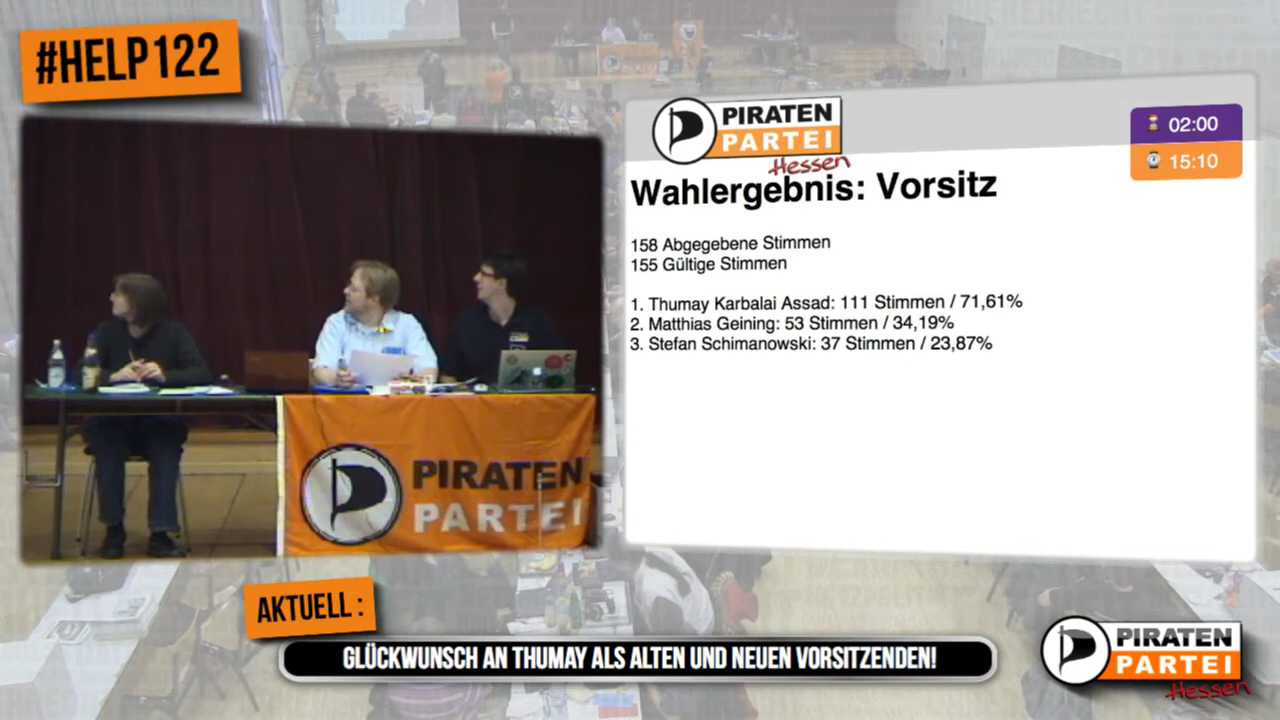 #HELP122
PIRATEN
PARTEI
Hessen
02:00
15:10
Wahlergebnis: Vorsitz
158 Abgegebene Stimmen
155 Gültige Stimmen
1. Thumay Karbalai Assad: 111 Stimmen / 71,61%
2. Matthias Geining: 53 Stimmen / 34,19%
3. Stefan Schimanowski: 37 Stimmen / 23,87%
PIRATEN
PARTEI
AKTUELL :
GLÜCKWUNSCH AN THUMAY ALS ALTEN UND NEUEN VORSITZENDEN!
PIRATEN
PARTEI
Hessen